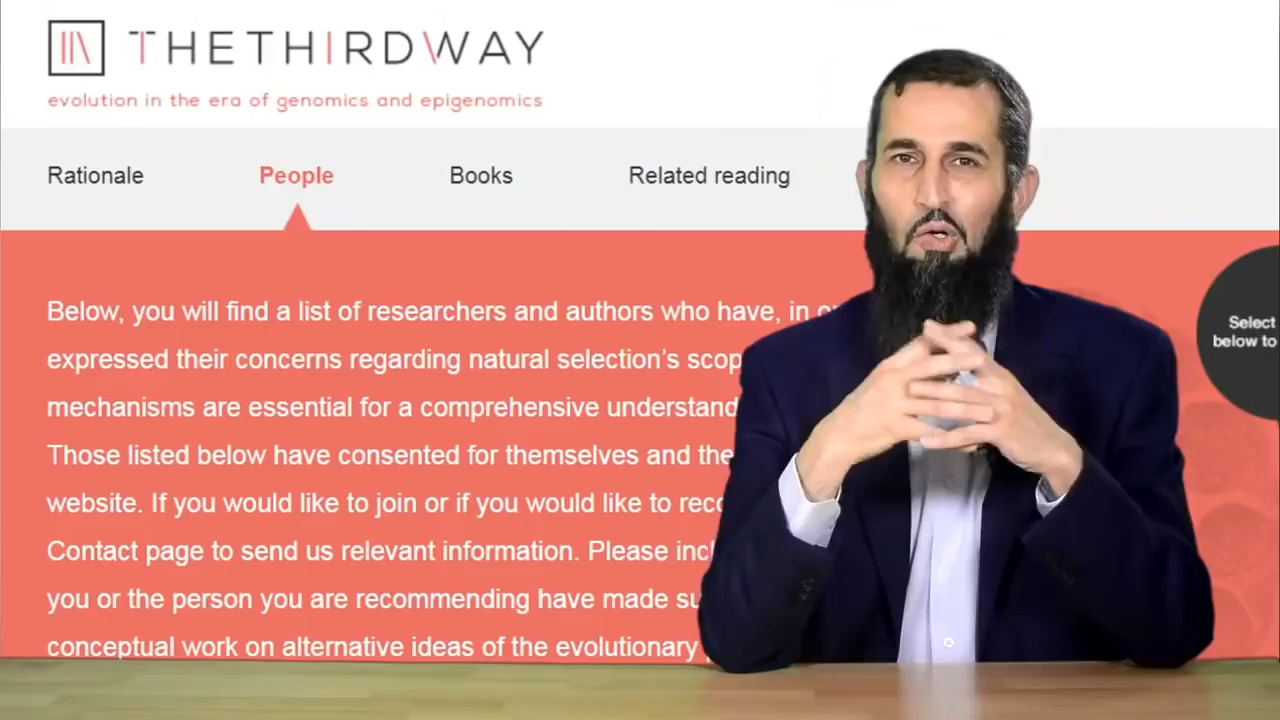 THETHIRDWAY
evolution in the era of genomics and epigenomics
Rationale People Books Related reading
Below, you will find a list of researchers and authors who have, in
expressed their concerns regarding natural selection's
mechanisms are essential for a comprehensive
Those listed below have consented for themselves and
website. If you would like to join or if you would like to
Contact page to send us relevant information. Please
you or the person you are recommending have made
conceptual work on alternative ideas of the evolutionary
Select
below to